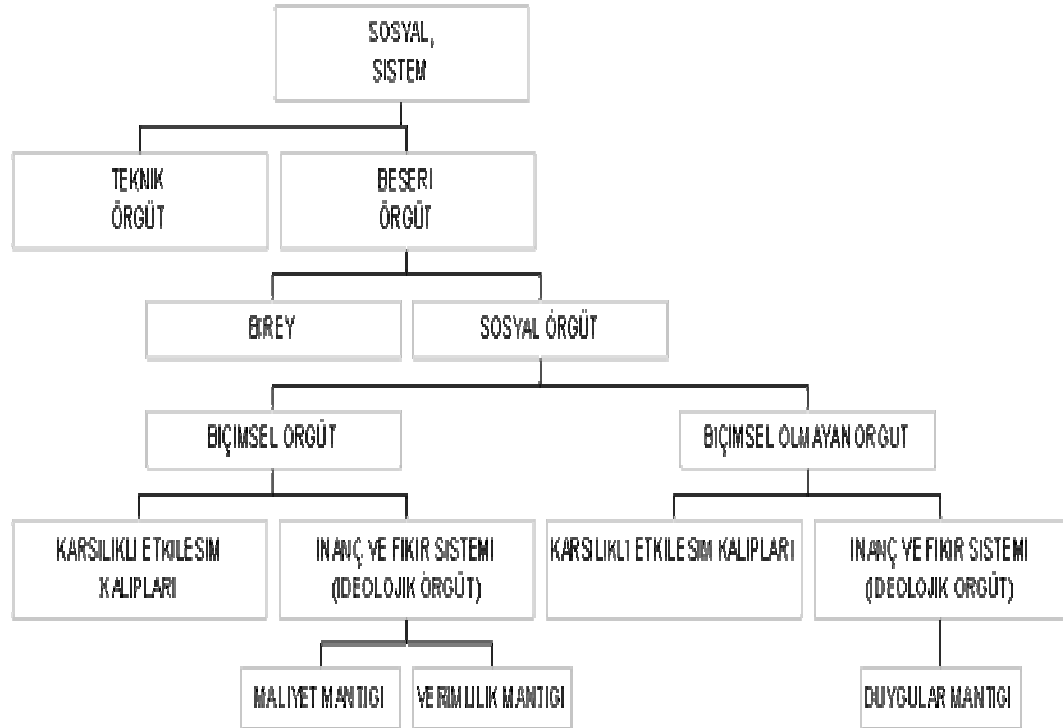 SOSYAL,
SISTEM
TEKNIK
ÖRGÜT
BESERI
ÖRGÜT
BIREY
SOSYAL ÖRGÜT
BIÇIMSEL ÖRGÜT
BIÇIMSEL OLMAYAN ÖRGÜT
KARSILIKLI ETKILESIM
KALIPLARI
INANÇ VE FIKIR SISTEMI
(IDEOLOJIK ÖRGÜT)
KARSILIKLI ETKILESIM KALIPLARI
INANÇ VE FIKIR SISTEMI
(IDEOLOJIK ÖRGÜT)
MALIYET MANTIGI
VERIMLILIK MANTIGI
DUYGULAR MANTIGI